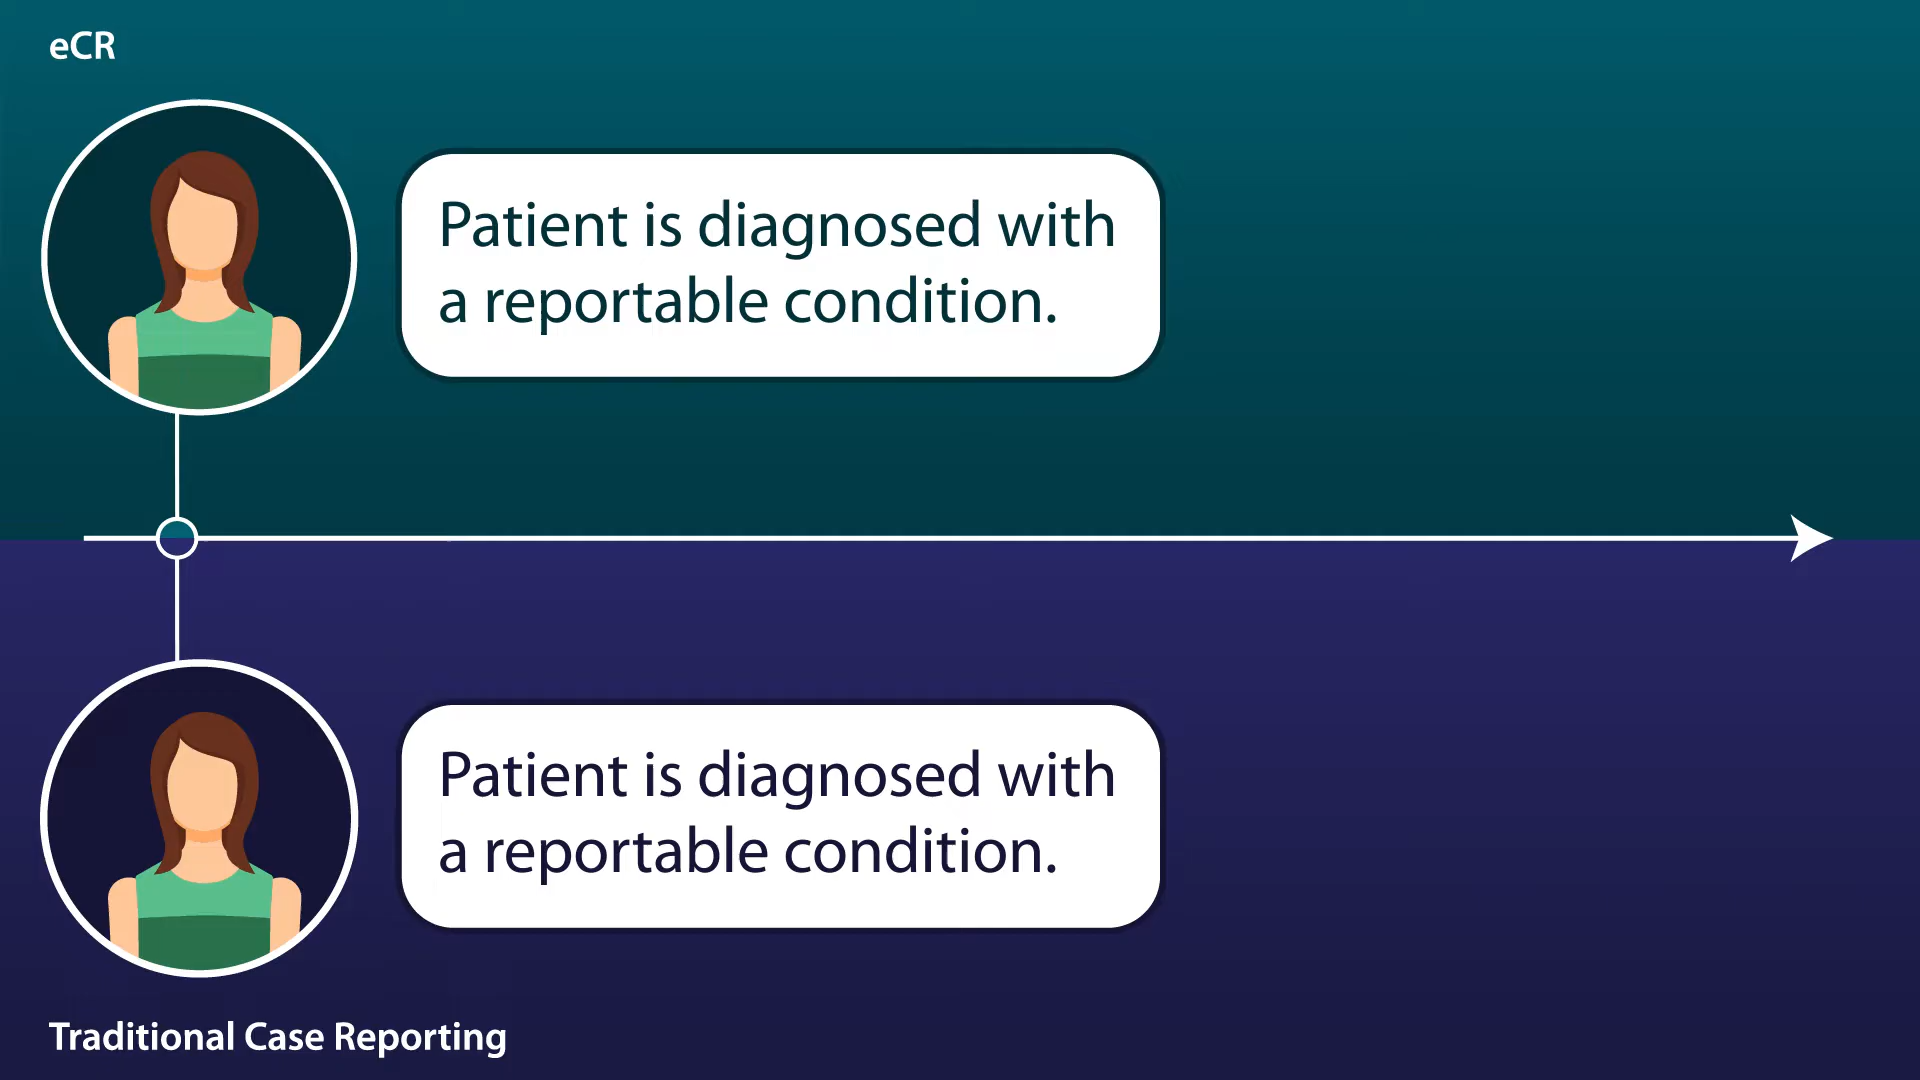 eCR
Patient is diagnosed with
a reportable condition.
Patient is diagnosed with
a reportable condition.
Traditional Case Reporting